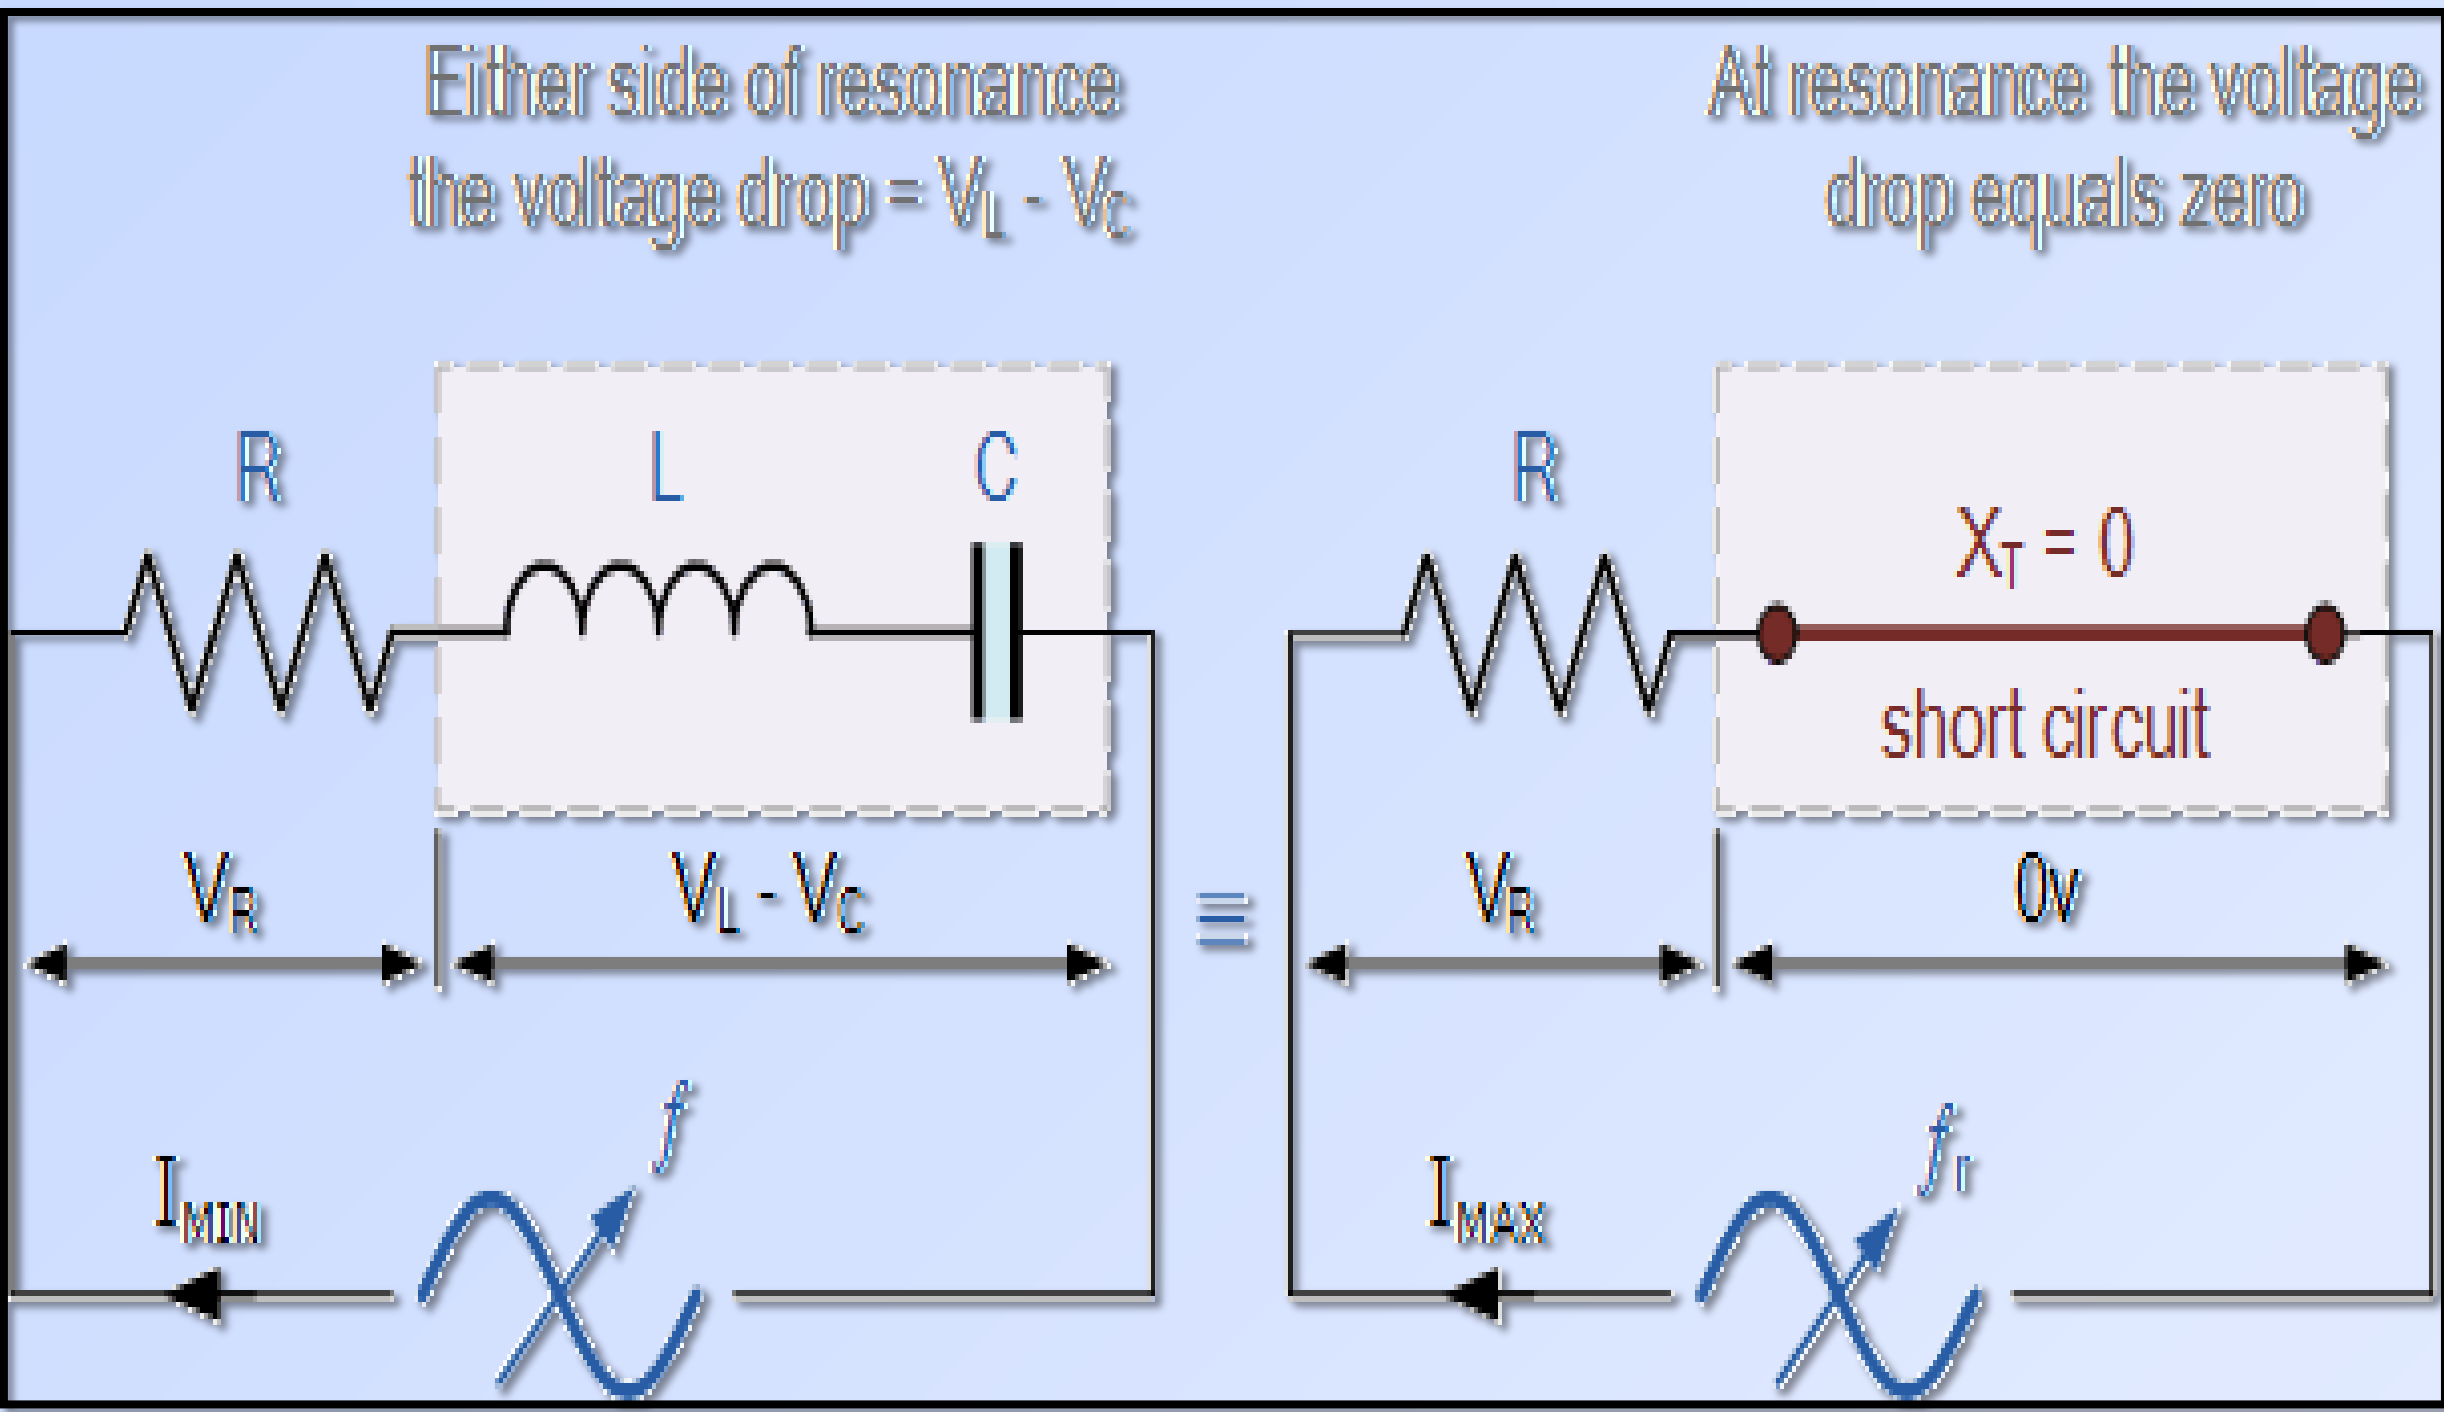 Either side of resonance
the voltage drop = VL - VC
At resonance the voltage
drop equals zero
R
L
C
R
XT = 0
short circuit
VR
VL - VC
≡
VR
0v
f
IMIN
fr
IMAX